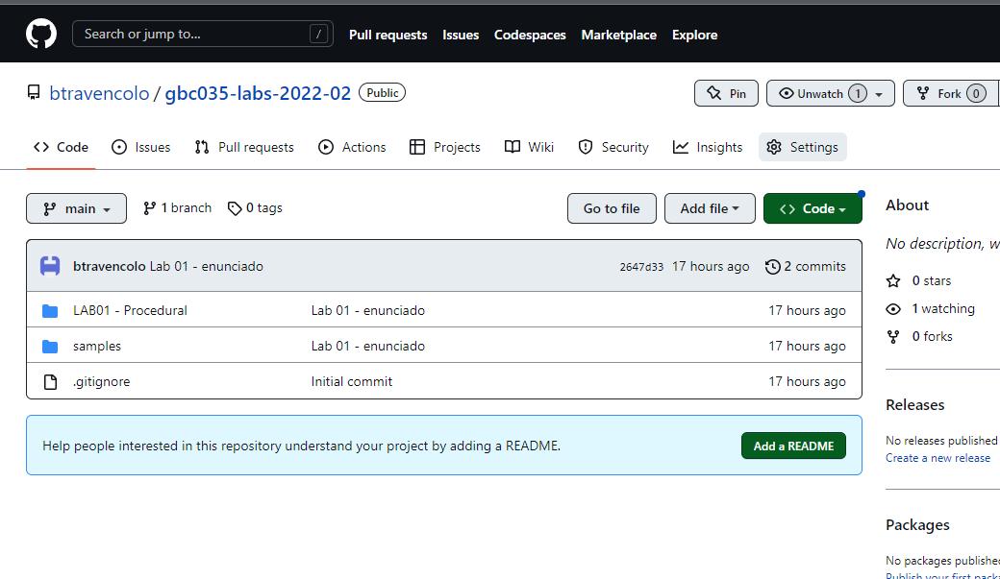 Search or jump to... / Pull requests Issues Codespaces Marketplace Explore
btravencolo / gbc035-labs-2022-02 Public Pin Unwatch 1 Fork 0
Code Issues Pull requests Actions Projects Wiki Security Insights Settings
main 1 branch 0 tags Go to file Add file Code
About
No description, w
btravencolo Lab 01 - enunciado 2647d33 17 hours ago 2 commits
0 stars
LAB01 - Procedural Lab 01 - enunciado 17 hours ago
1 watching
samples Lab 01 - enunciado 17 hours ago
0 forks
.gitignore Initial commit 17 hours ago
Releases
Help people interested in this repository understand your project by adding a README. Add a README
No releases published
Create a new release
Packages
No packages published
Publish your first packa